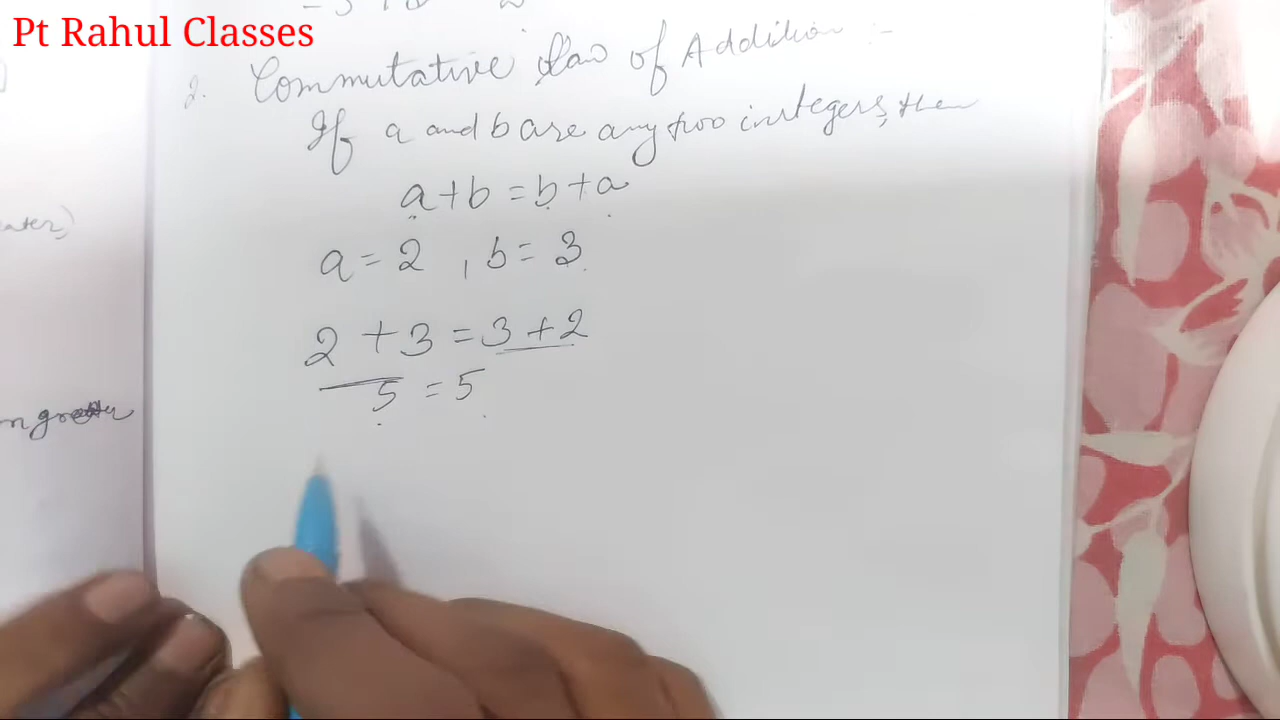 Pt Rahul Classes
2. Commutative law of Addition :-
If a and b are any two integers, then
a+b = b+a
a = 2 , b = 3
2 + 3 = 3 + 2
5 = 5